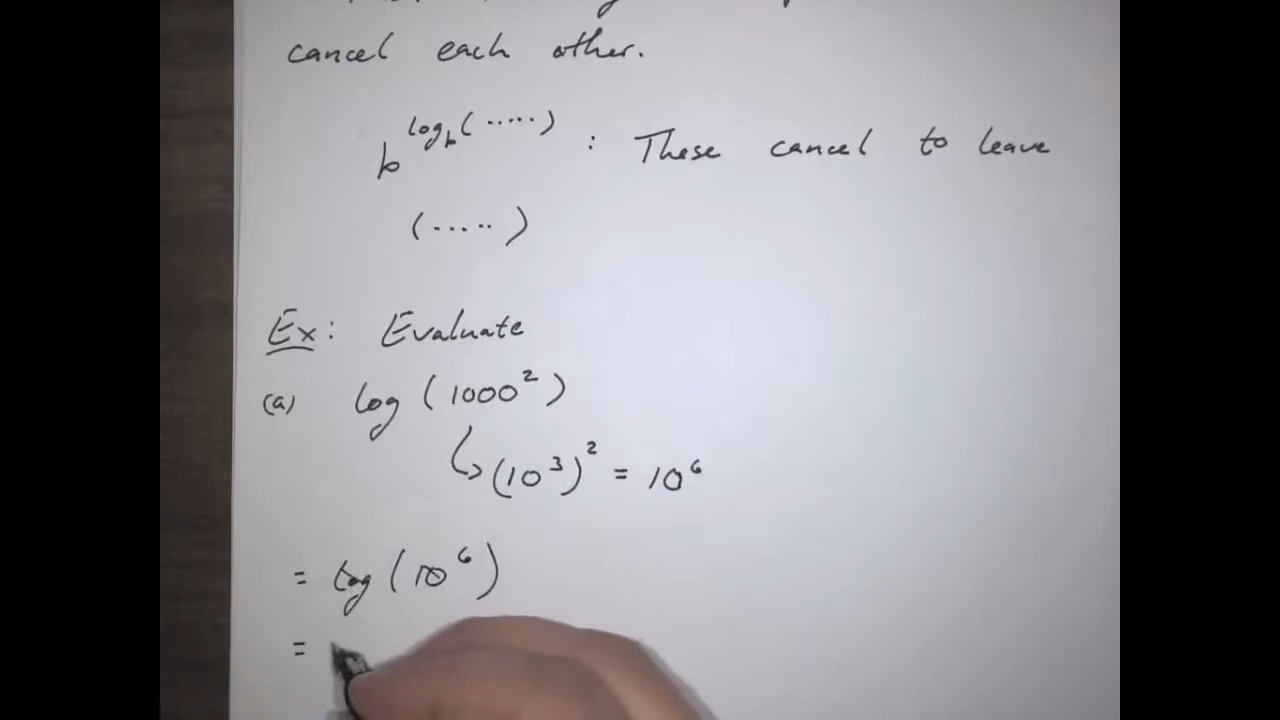 cancel each other.
b^log_b(.....) : These cancel to leave
(.....)
Ex: Evaluate
(a) log(1000²)
↳ (10³)² = 10⁶
= log(10⁶)
=